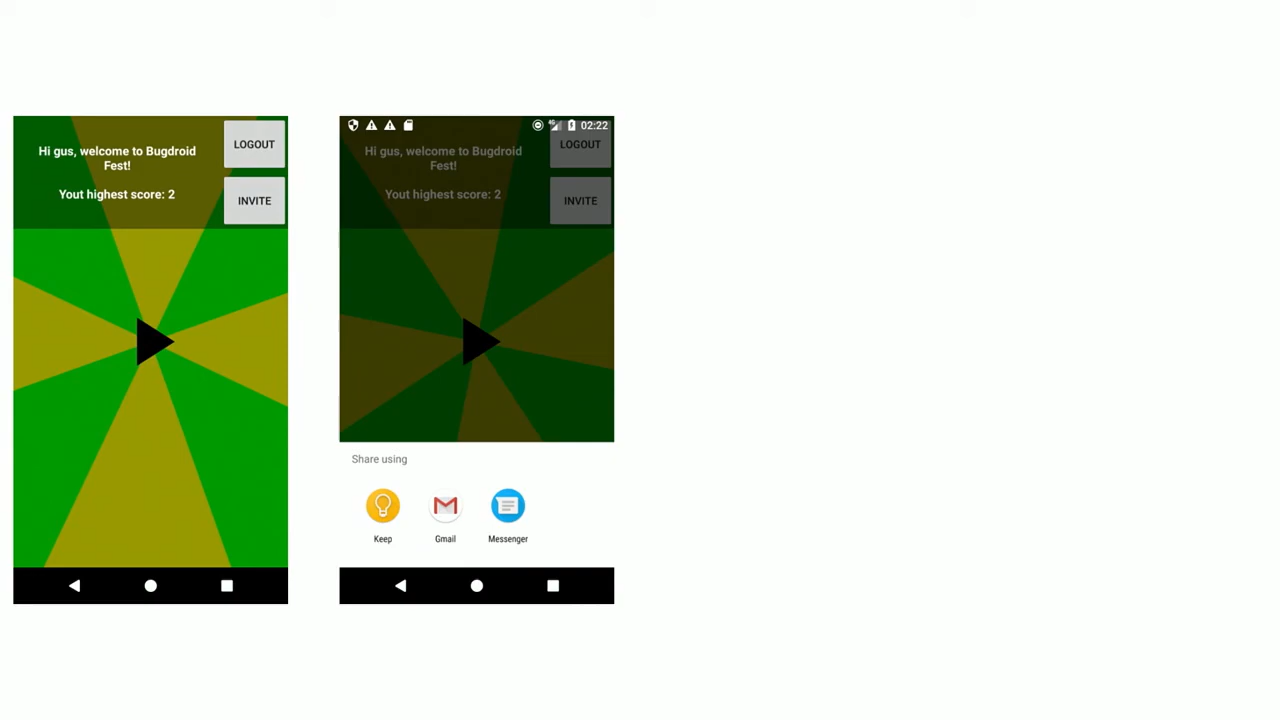 Hi gus, welcome to Bugdroid
Fest!
Yout highest score: 2
LOGOUT
INVITE
02:22
Hi gus, welcome to Bugdroid
Fest!
Yout highest score: 2
LOGOUT
INVITE
Share using
Keep
Gmail
Messenger